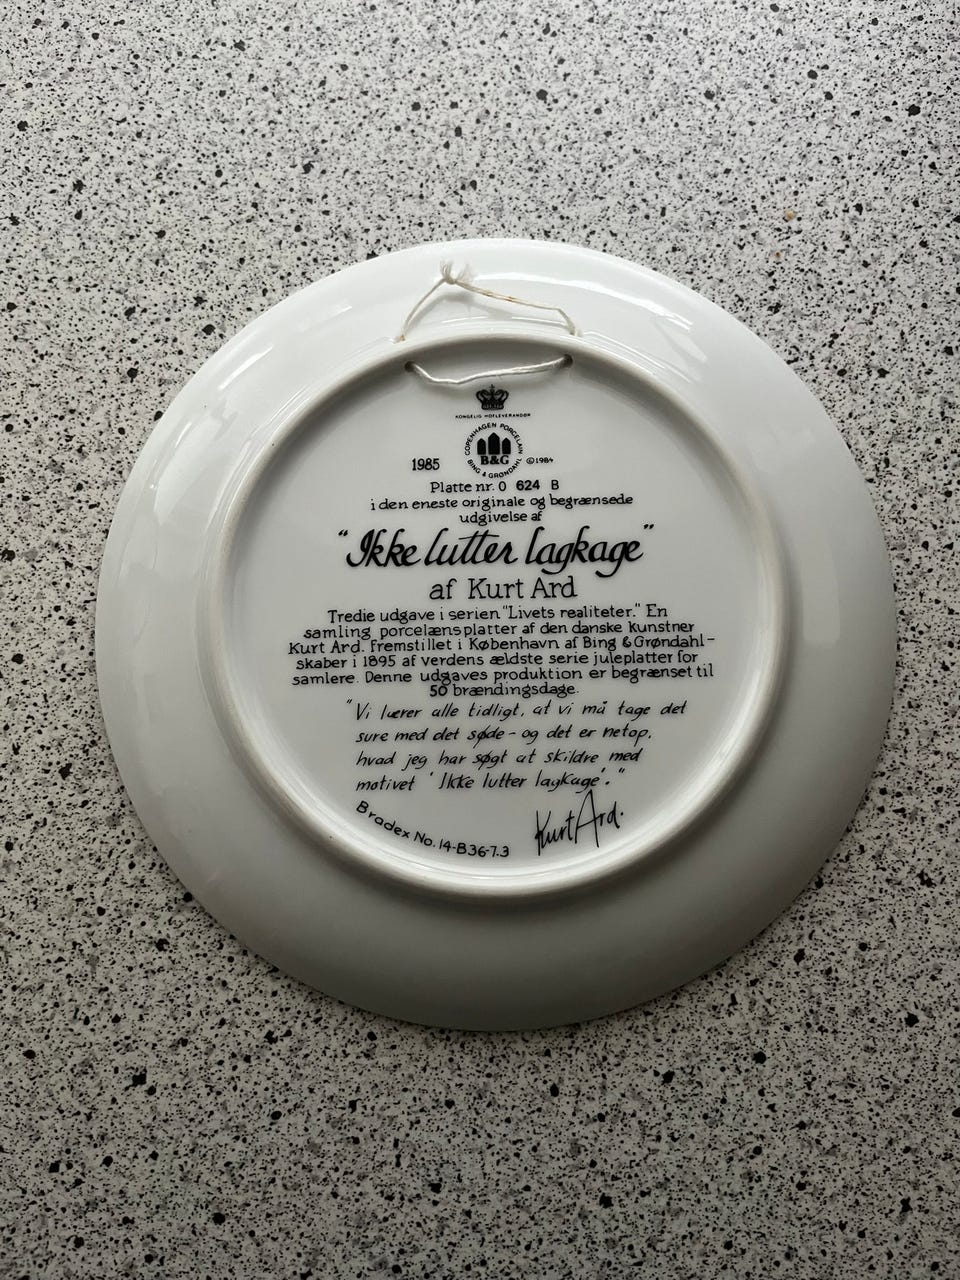 KONGELIG HOFLEVERANDØR
COPENHAGEN PORCELAIN
B&G
BING & GRØNDAHL
1985
©1984
Platte nr. 0 624 B
i den eneste originale og begrænsede
udgivelse af
"Ikke lutter lagkage"
af Kurt Ard
Tredie udgave i serien "Livets realiteter." En
samling porcelænsplatter af den danske kunstner
Kurt Ard. fremstillet i København af Bing & Grøndahl-
skaber i 1895 af verdens ældste serie juleplatter for
samlere. Denne udgaves produktion er begrænset til
50 brændingsdage.
"Vi lærer alle tidligt, at vi må tage det
sure med det søde - og det er netop,
hvad jeg har søgt at skildre med
motivet 'Ikke lutter lagkage'."
Bradex No. 14-B36-7.3
Kurt Ard.